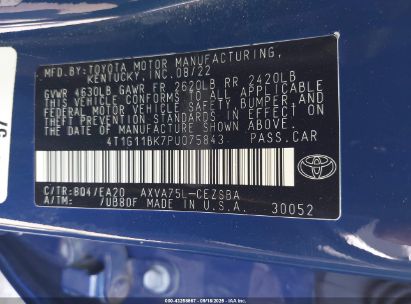 MFD. BY:TOYOTA MOTOR MANUFACTURING,
KENTUCKY,INC. 08/22
GVWR 4630LB GAWR FR 2620LB RR 2420LB
THIS VEHICLE CONFORMS TO ALL APPLICABLE
FEDERAL MOTOR VEHICLE SAFETY, BUMPER, AND
THEFT PREVENTION STANDARDS IN EFFECT ON
THE DATE OF MANUFACTURE SHOWN ABOVE.
4T1G11BK7PU075843 PASS.CAR
C/TR:8Q4/EA20 AXVA75L-CEZSBA
A/TM: /UB80F MADE IN U.S.A. 30052